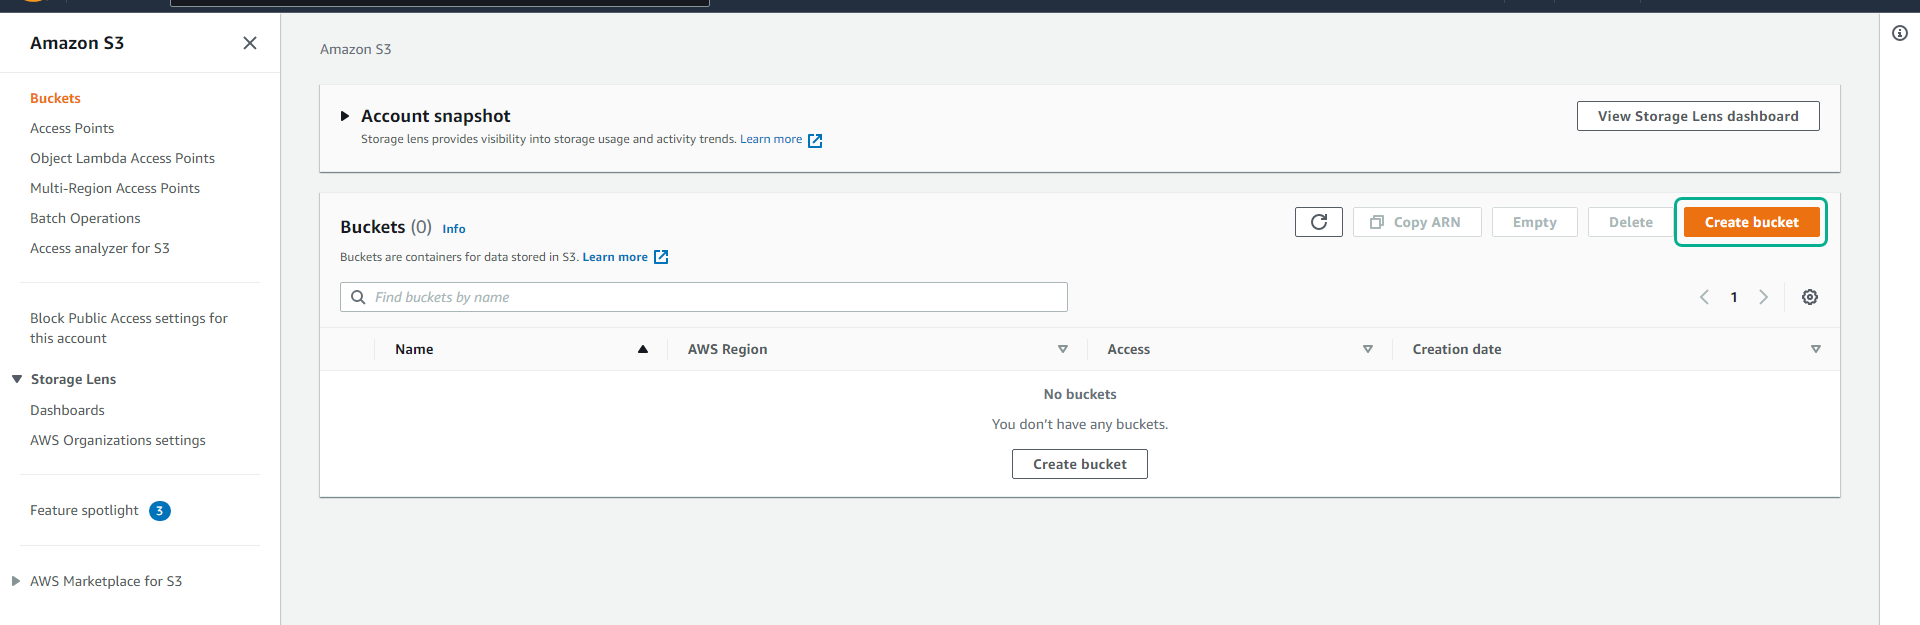 Amazon S3
Buckets
Access Points
Object Lambda Access Points
Multi-Region Access Points
Batch Operations
Access analyzer for S3
Block Public Access settings for
this account
Storage Lens
Dashboards
AWS Organizations settings
Feature spotlight 3
AWS Marketplace for S3
Amazon S3
Account snapshot
Storage lens provides visibility into storage usage and activity trends. Learn more
View Storage Lens dashboard
Buckets (0) Info
Copy ARN Empty Delete Create bucket
Buckets are containers for data stored in S3. Learn more
Find buckets by name
1
Name AWS Region Access Creation date
No buckets
You don't have any buckets.
Create bucket